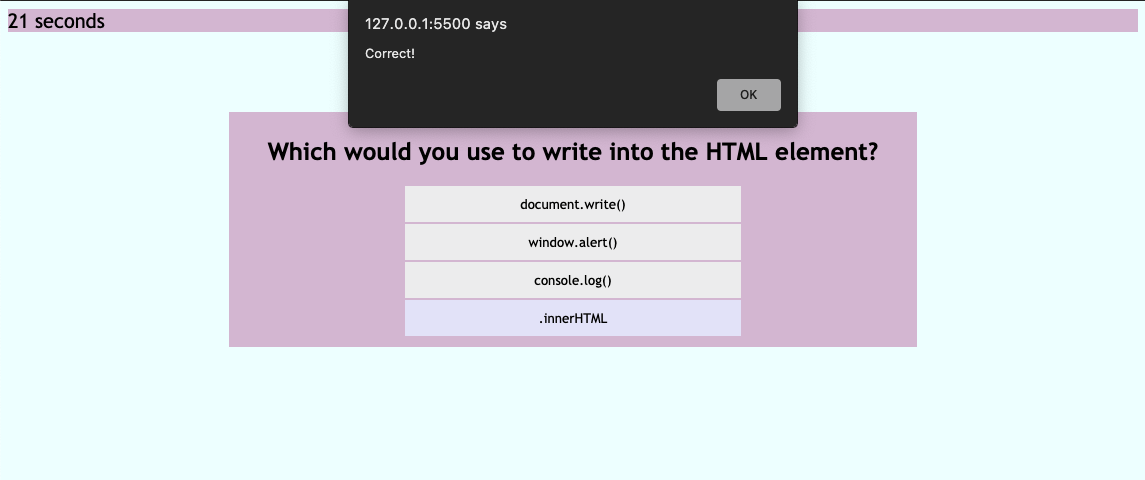 21 seconds
127.0.0.1:5500 says
Correct!
OK
Which would you use to write into the HTML element?
document.write()
window.alert()
console.log()
.innerHTML